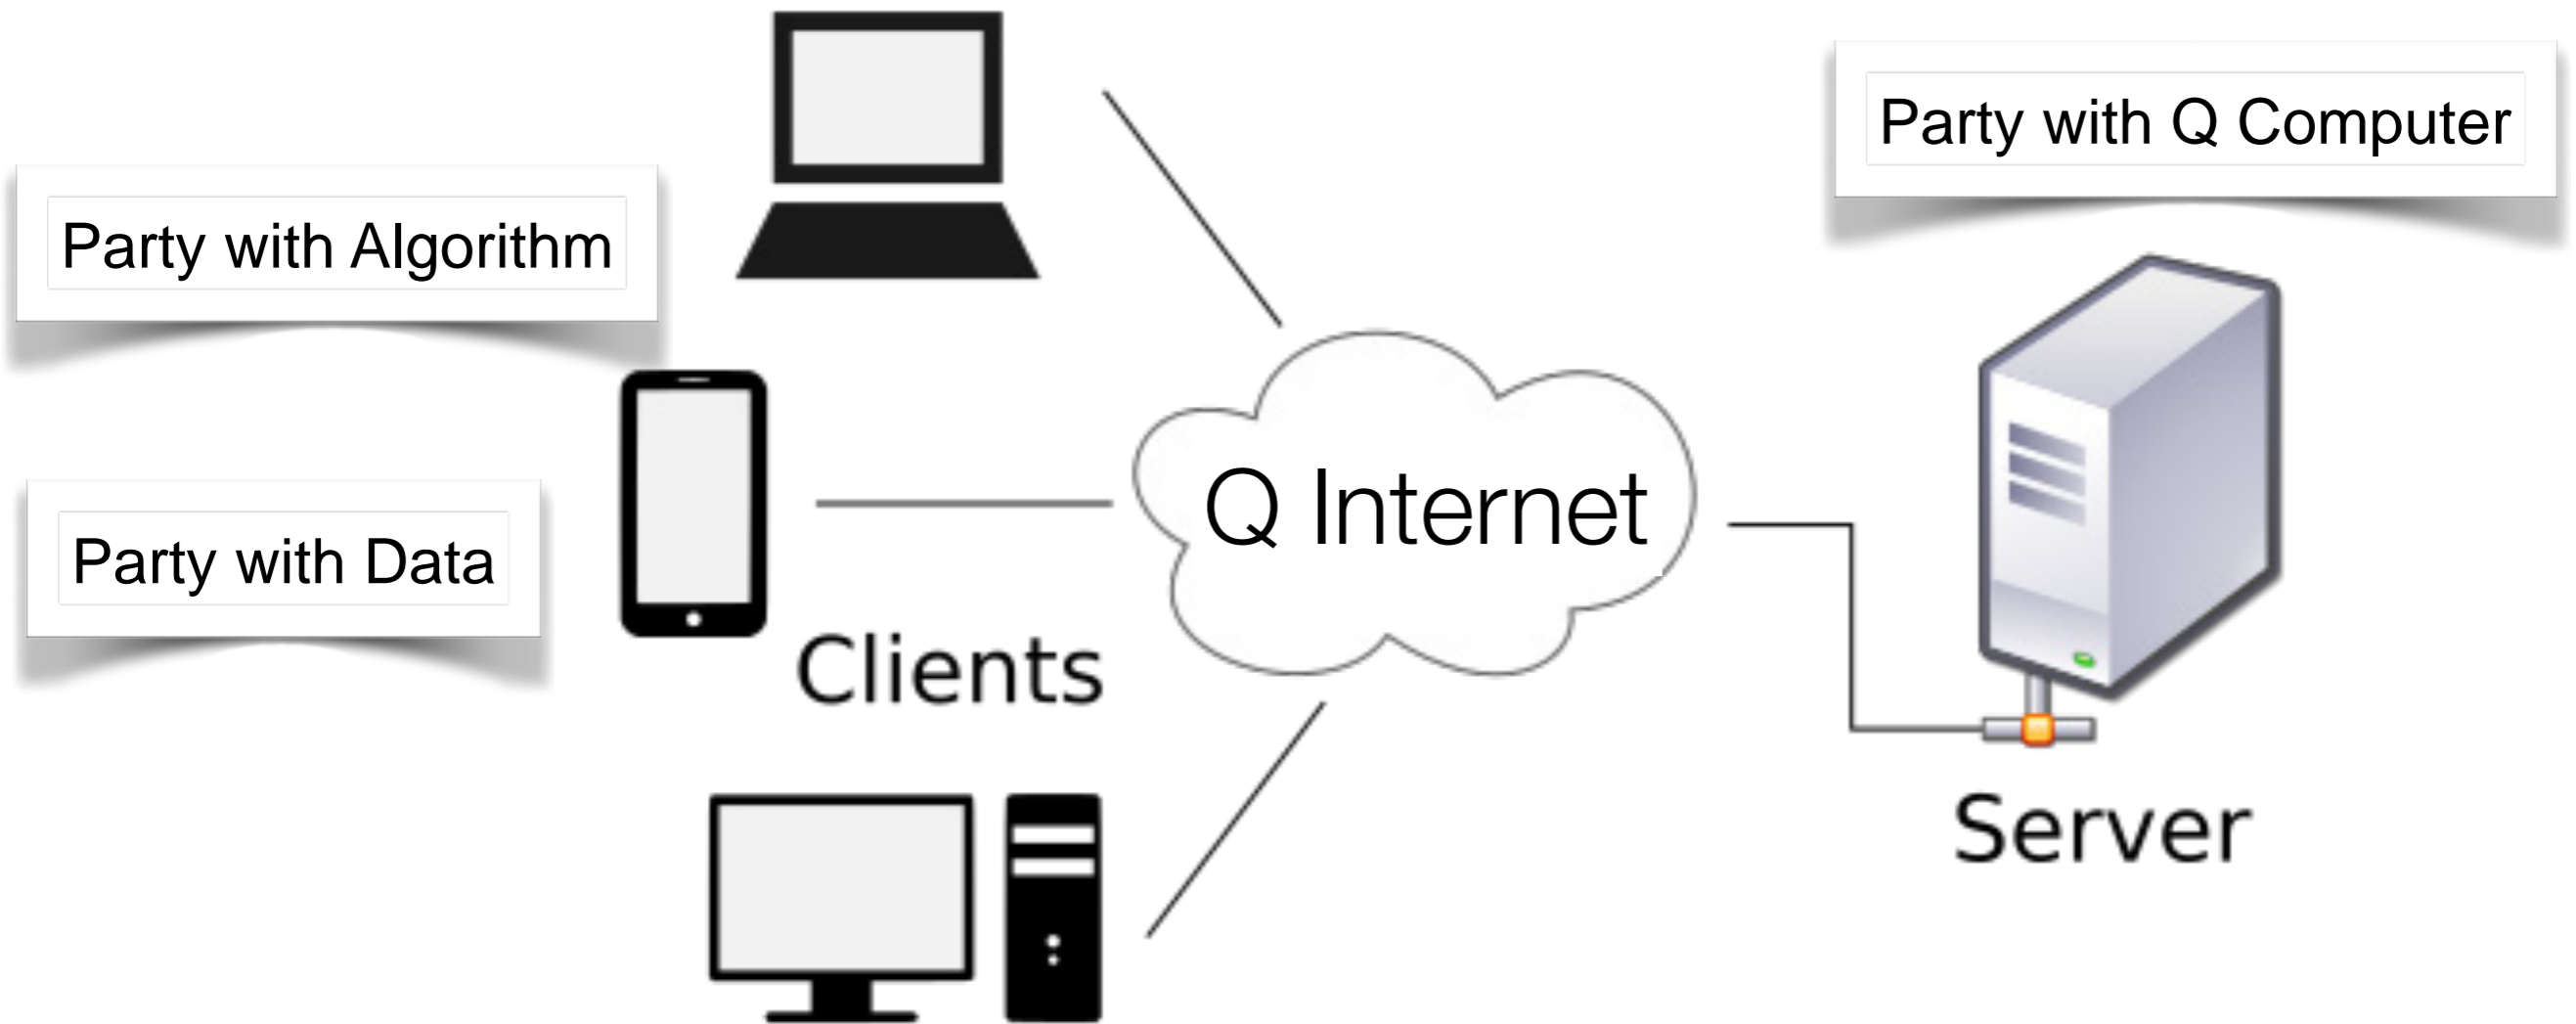 Party with Q Computer
Party with Algorithm
Q Internet
Party with Data
Clients
Server